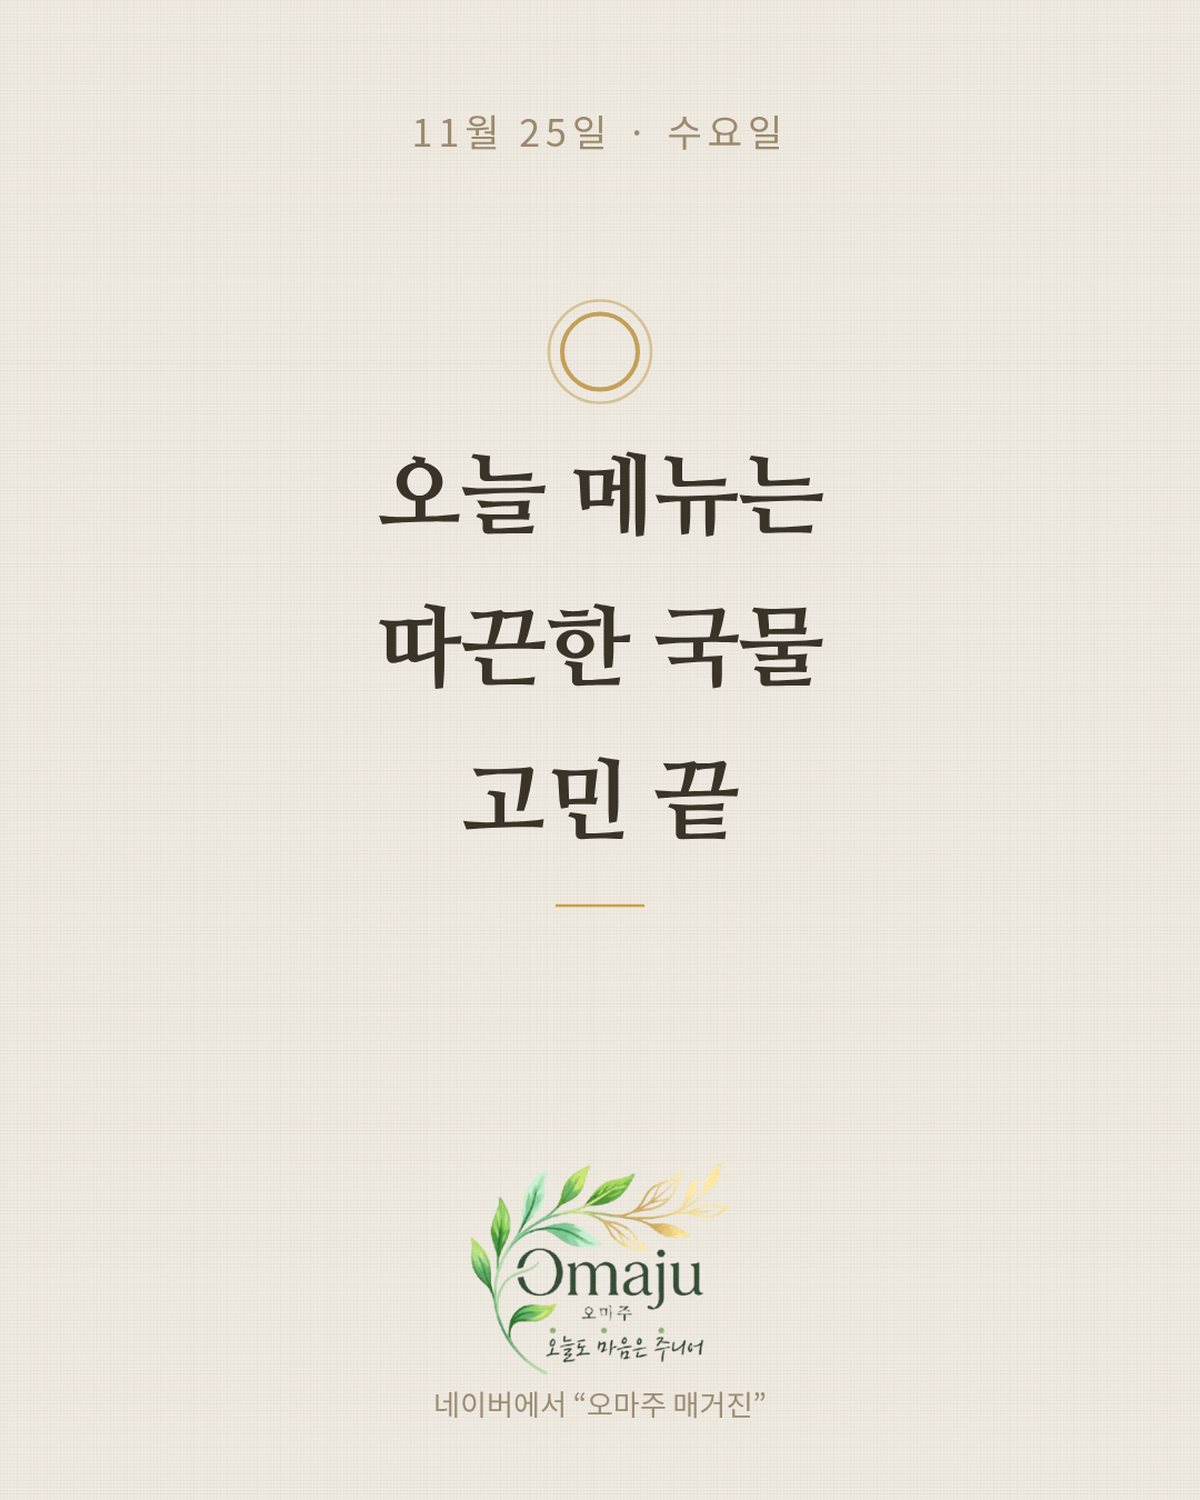 11월 25일 · 수요일
오늘 메뉴는
따끈한 국물
고민 끝
Omaju
오마주
오늘도 마음은 주니어
네이버에서 “오마주 매거진”